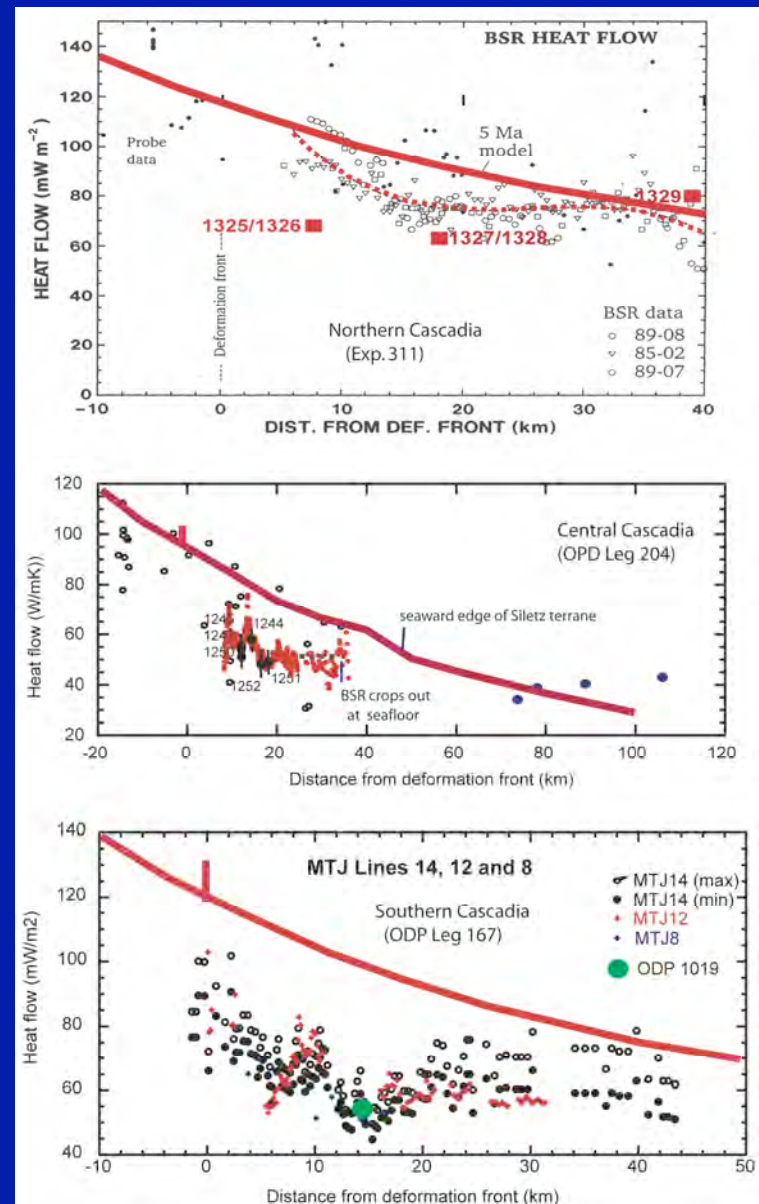 BSR HEAT FLOW
140
120
100
80
60
40
20
0
HEAT FLOW (mW m⁻²)
Probe
data
5 Ma
model
1329
1325/1326
1327/1328
Deformation front
BSR data
○ 89-08
▽ 85-02
○ 89-07
Northern Cascadia
(Exp. 311)
-10 0 10 20 30 40
DIST. FROM DEF. FRONT (km)
120
100
80
60
40
20
Heat flow (W/mK))
Central Cascadia
(OPD Leg 204)
1244
1252
1251
seaward edge of Siletz terrane
BSR crops out
at seafloor
-20 0 20 40 60 80 100 120
Distance from deformation front (km)
140
120
100
80
60
40
Heat flow (mW/m2)
MTJ Lines 14, 12 and 8
Southern Cascadia
(ODP Leg 167)
MTJ14 (max)
MTJ14 (min)
MTJ12
MTJ8
ODP 1019
-10 0 10 20 30 40 50
Distance from deformation front (km)